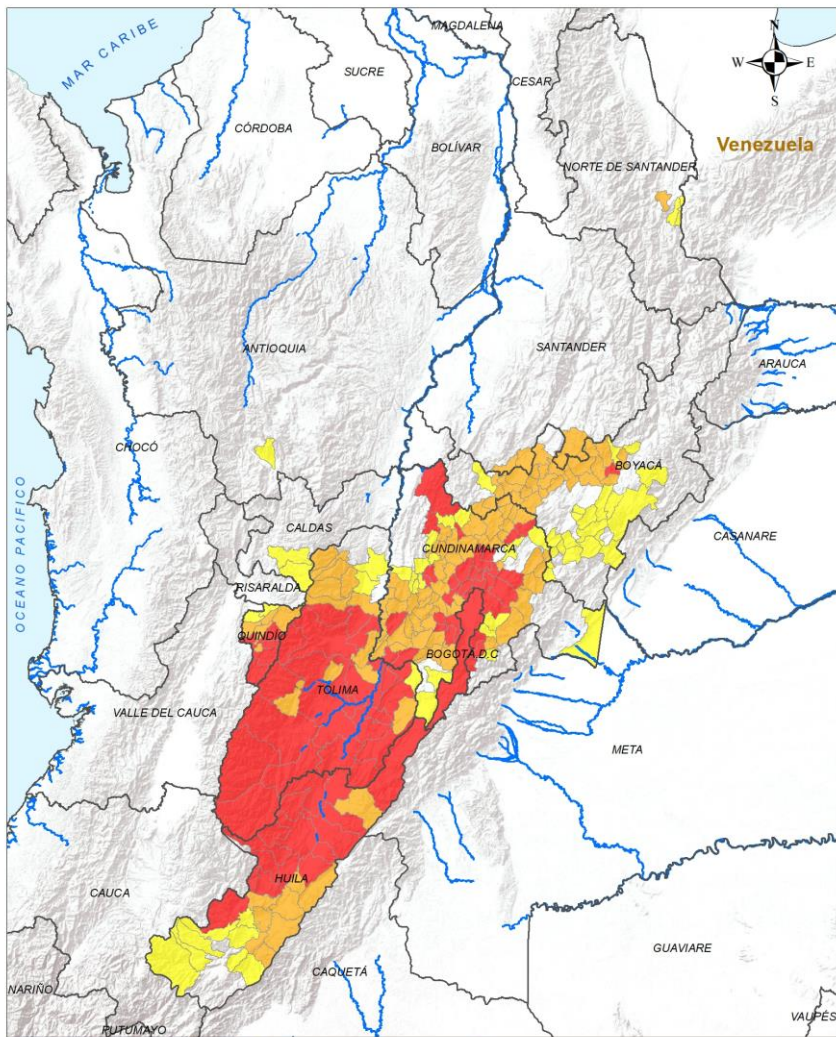 MAGDALENA
N
MAR CARIBE
SUCRE
CESAR
W
E
S
CÓRDOBA
BOLÍVAR
Venezuela
NORTE DE SANTANDER
ANTIOQUIA
SANTANDER
ARAUCA
CHOCÓ
BOYACÁ
OCEANO PACIFICO
CALDAS
CUNDINAMARCA
CASANARE
RISARALDA
QUINDÍO
BOGOTÁ D.C
TOLIMA
VALLE DEL CAUCA
META
HUILA
CAUCA
GUAVIARE
CAQUETÁ
NARIÑO
PUTUMAYO
VAUPÉS